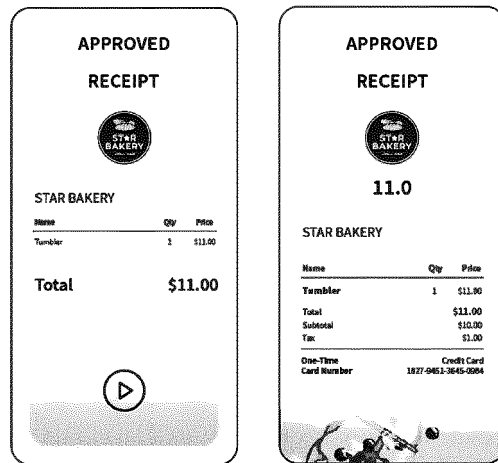 APPROVED
RECEIPT
STAR
BAKERY
STAR BAKERY
Name Qty Price
Tumbler 1 $11.00
Total $11.00
APPROVED
RECEIPT
STAR
BAKERY
11.0
STAR BAKERY
Name Qty Price
Tumbler 1 $11.00
Total $11.00
Subtotal $10.00
Tax $1.00
One-Time Credit Card
Card Number 1827-9451-3645-0984